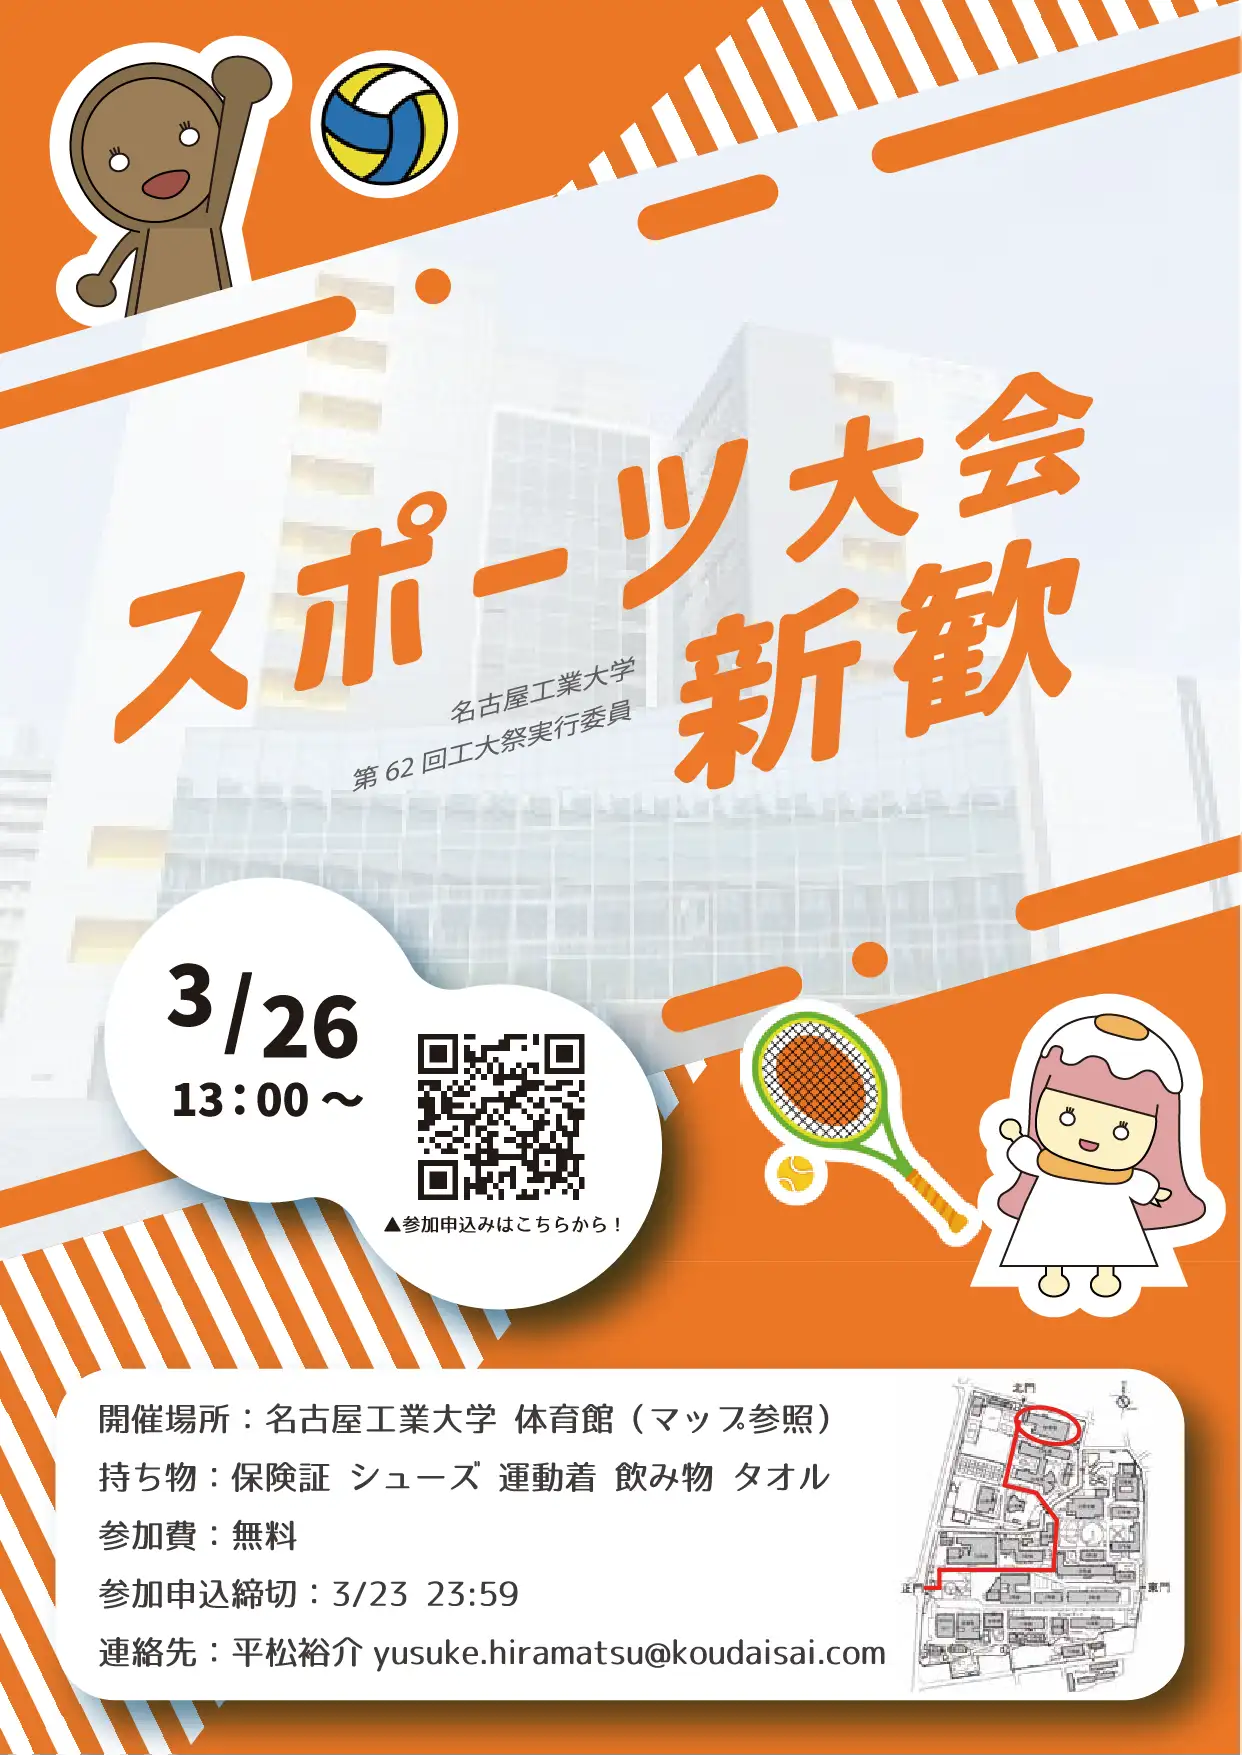 スポーツ大会
新歓
名古屋工業大学
第62回工大祭実行委員
3/26
13:00～
▲参加申込みはこちらから！
開催場所：名古屋工業大学 体育館（マップ参照）
持ち物：保険証 シューズ 運動着 飲み物 タオル
参加費：無料
参加申込締切：3/23 23:59
連絡先：平松裕介 yusuke.hiramatsu@koudaisai.com
北門
正門
東門